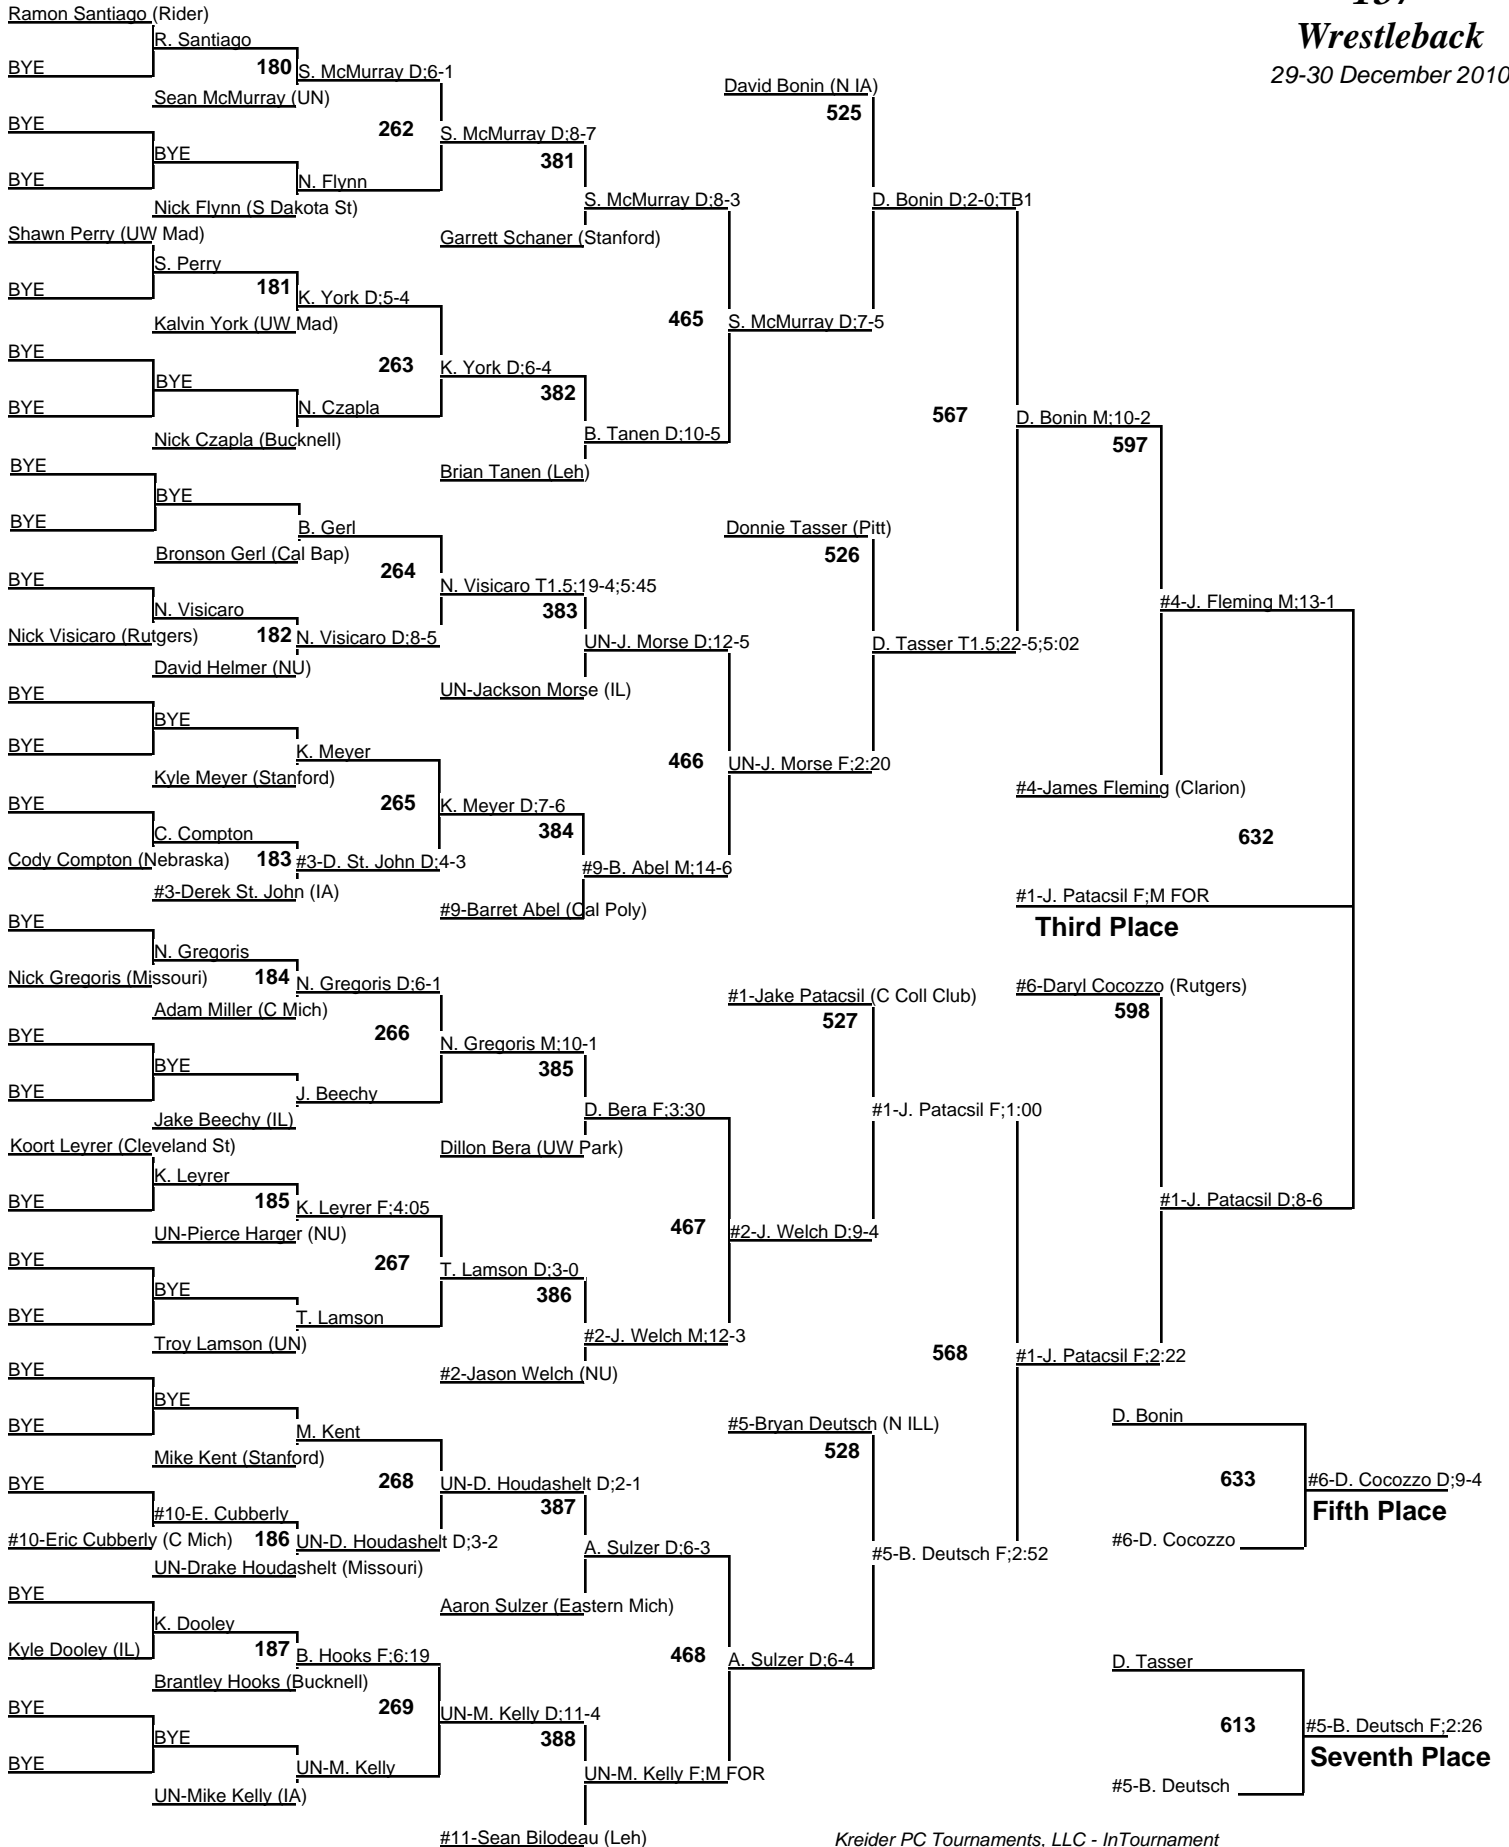 Wrestleback
29-30 December 2010
Ramon Santiago (Rider)
R. Santiago
BYE
180
S. McMurray D;6-1
Sean McMurray (UN)
BYE
262
S. McMurray D;8-7
BYE
381
BYE
N. Flynn
Nick Flynn (S Dakota St)
S. McMurray D;8-3
Garrett Schaner (Stanford)
Shawn Perry (UW Mad)
S. Perry
BYE
181
K. York D;5-4
Kalvin York (UW Mad)
465
S. McMurray D;7-5
BYE
263
K. York D;6-4
BYE
382
BYE
N. Czapla
Nick Czapla (Bucknell)
B. Tanen D;10-5
Brian Tanen (Leh)
David Bonin (N IA)
525
D. Bonin D;2-0;TB1
567
D. Bonin M;10-2
597
BYE
BYE
BYE
B. Gerl
Bronson Gerl (Cal Bap)
264
N. Visicaro T1.5;19-4;5:45
BYE
383
N. Visicaro
Nick Visicaro (Rutgers)
182
N. Visicaro D;8-5
David Helmer (NU)
UN-J. Morse D;12-5
UN-Jackson Morse (IL)
Donnie Tasser (Pitt)
526
D. Tasser T1.5;22-5;5:02
#4-J. Fleming M;13-1
BYE
BYE
BYE
K. Meyer
Kyle Meyer (Stanford)
466
UN-J. Morse F;2:20
265
K. Meyer D;7-6
BYE
384
C. Compton
Cody Compton (Nebraska)
183
#3-D. St. John D;4-3
#3-Derek St. John (IA)
#9-B. Abel M;14-6
#9-Barret Abel (Cal Poly)
#4-James Fleming (Clarion)
632
#1-J. Patacsil F;M FOR
Third Place
BYE
N. Gregoris
Nick Gregoris (Missouri)
184
N. Gregoris D;6-1
Adam Miller (C Mich)
266
N. Gregoris M;10-1
BYE
385
BYE
BYE
J. Beechy
Jake Beechy (IL)
D. Bera F;3:30
Dillon Bera (UW Park)
#1-Jake Patacsil (C Coll Club)
527
#6-Daryl Cocozzo (Rutgers)
598
#1-J. Patacsil F;1:00
Koort Leyrer (Cleveland St)
K. Leyrer
BYE
185
K. Leyrer F;4:05
UN-Pierce Harger (NU)
467
#2-J. Welch D;9-4
#1-J. Patacsil D;8-6
BYE
267
T. Lamson D;3-0
BYE
386
BYE
T. Lamson
Troy Lamson (UN)
#2-J. Welch M;12-3
#2-Jason Welch (NU)
568
#1-J. Patacsil F;2:22
BYE
BYE
BYE
M. Kent
Mike Kent (Stanford)
268
UN-D. Houdashelt D;2-1
BYE
387
#10-E. Cubberly
#10-Eric Cubberly (C Mich)
186
UN-D. Houdashelt D;3-2
UN-Drake Houdashelt (Missouri)
A. Sulzer D;6-3
Aaron Sulzer (Eastern Mich)
#5-Bryan Deutsch (N ILL)
528
#5-B. Deutsch F;2:52
D. Bonin
633
#6-D. Cocozzo D;9-4
Fifth Place
#6-D. Cocozzo
BYE
K. Dooley
Kyle Dooley (IL)
187
B. Hooks F;6:19
Brantley Hooks (Bucknell)
468
A. Sulzer D;6-4
269
UN-M. Kelly D;11-4
BYE
388
BYE
BYE
UN-M. Kelly
UN-Mike Kelly (IA)
UN-M. Kelly F;M FOR
#11-Sean Bilodeau (Leh)
D. Tasser
613
#5-B. Deutsch F;2:26
Seventh Place
#5-B. Deutsch
Kreider PC Tournaments, LLC - InTournament